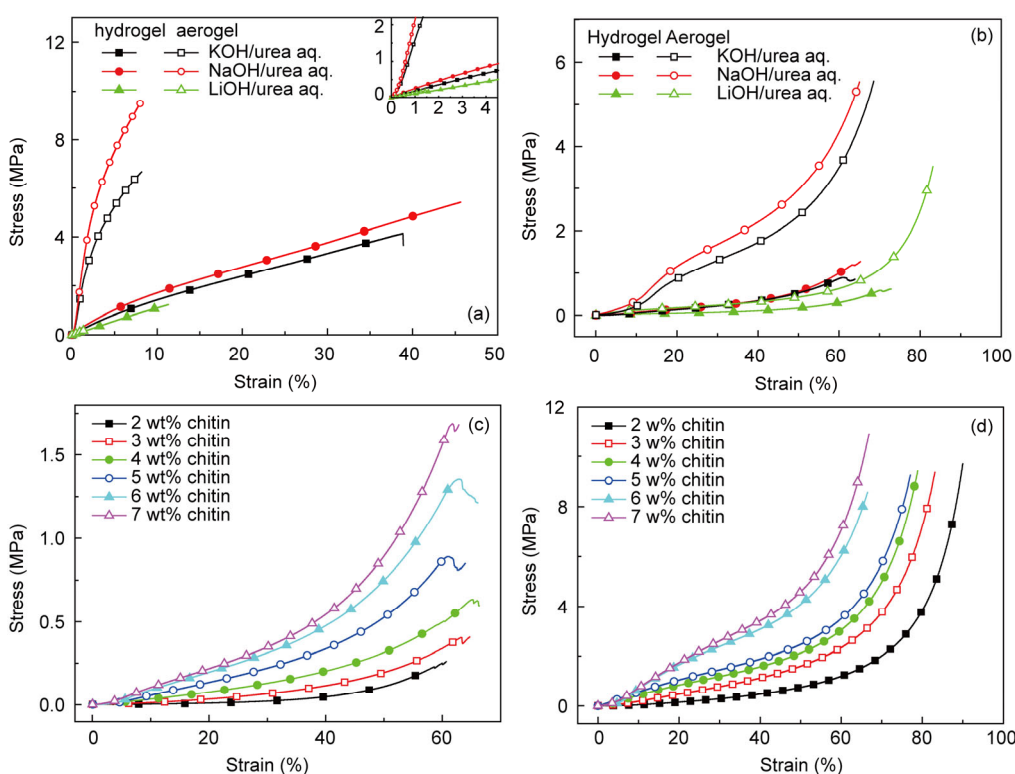 hydrogel aerogel
KOH/urea aq.
NaOH/urea aq.
LiOH/urea aq.
2
1
0
0 1 2 3 4
12
8
4
0
Stress (MPa)
(a)
0 10 20 30 40 50
Strain (%)
Hydrogel Aerogel
KOH/urea aq.
NaOH/urea aq.
LiOH/urea aq.
(b)
6
4
2
0
Stress (MPa)
0 20 40 60 80 100
Strain (%)
2 wt% chitin
3 wt% chitin
4 wt% chitin
5 wt% chitin
6 wt% chitin
7 wt% chitin
(c)
1.5
1.0
0.5
0.0
Stress (MPa)
0 20 40 60
Strain (%)
2 w% chitin
3 w% chitin
4 w% chitin
5 w% chitin
6 w% chitin
7 w% chitin
(d)
12
8
4
0
Stress (MPa)
0 20 40 60 80 100
Strain (%)